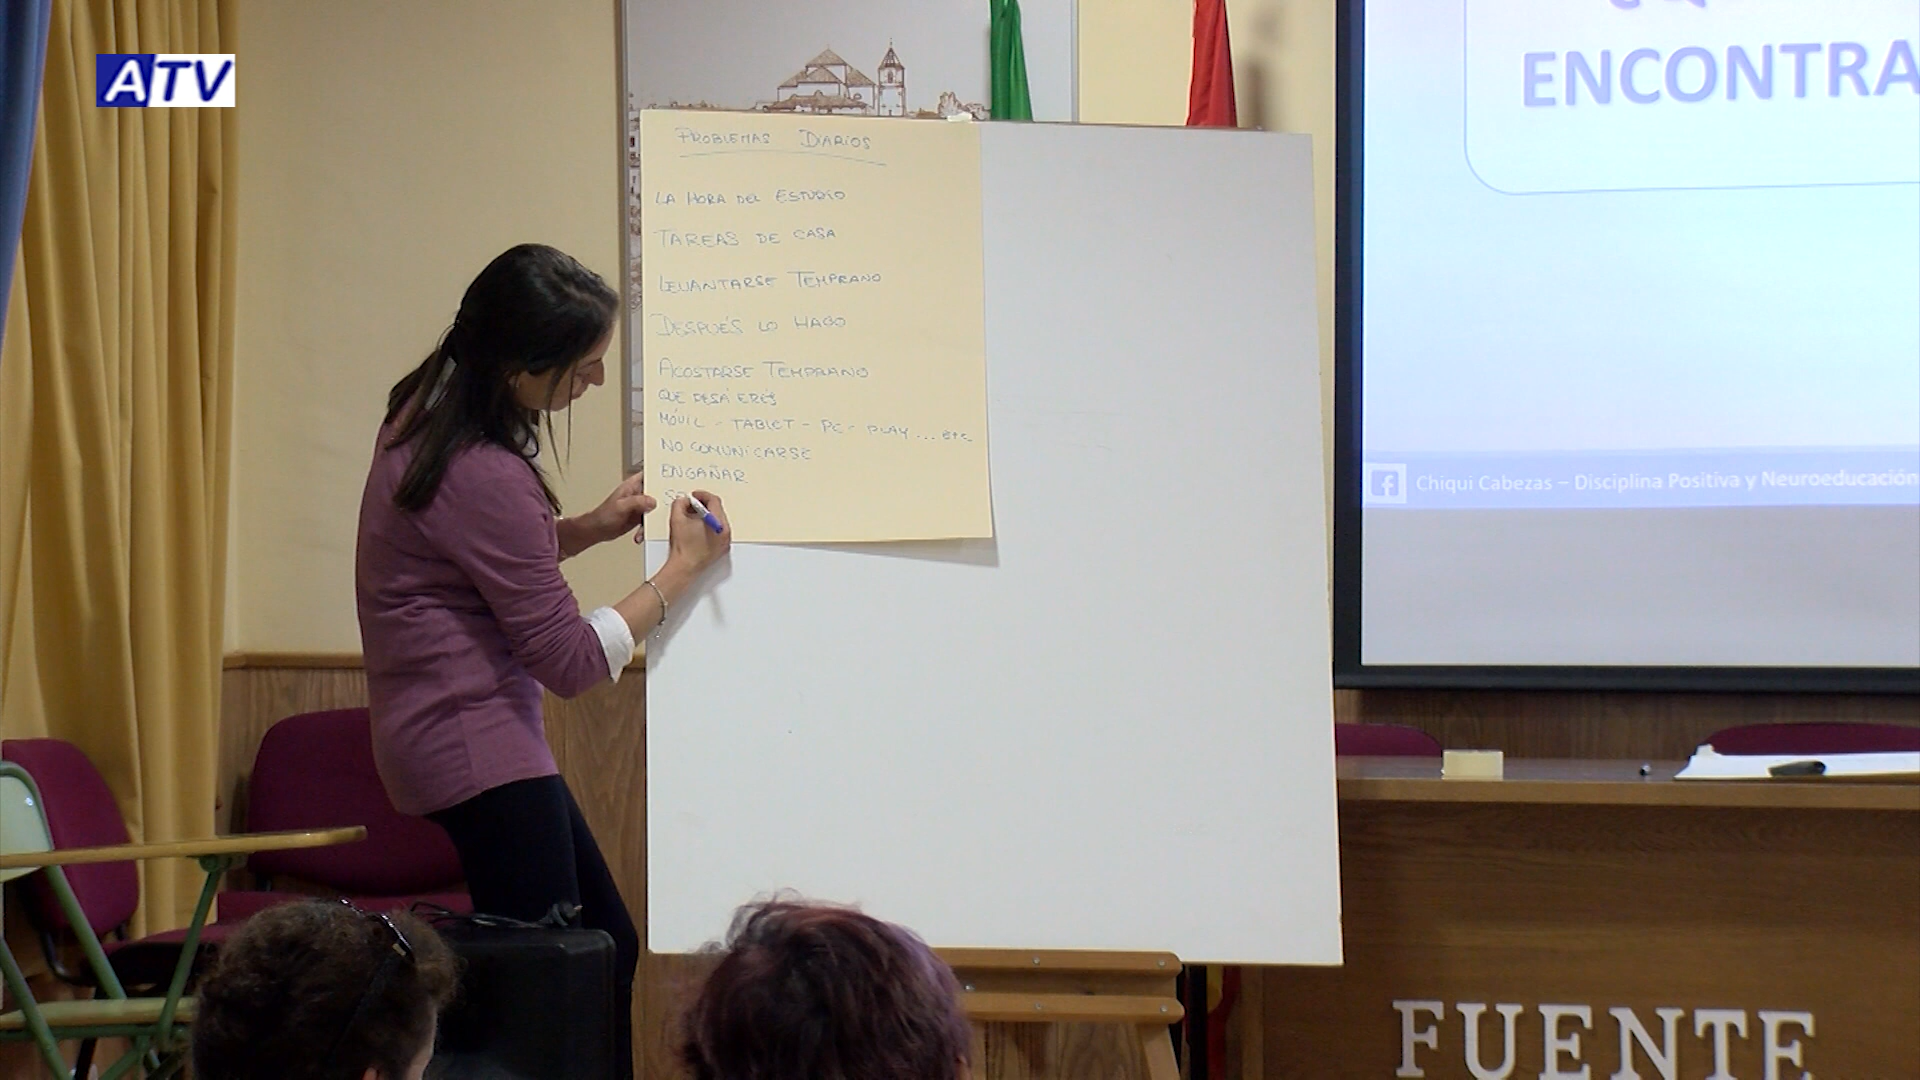 ATV
PROBLEMAS DIARIOS
LA HORA DEL ESTUDIO
TAREAS DE CASA
LEVANTARSE TEMPRANO
DESPUÉS LO HAGO
ACOSTARSE TEMPRANO
QUE PESÁ ERES
MÓVIL - TABLET - PC - PLAY ... ETC
NO COMUNICARSE
ENGAÑAR
ENCONTRA
Chiqui Cabezas – Disciplina Positiva y Neuroeducación
FUENTE